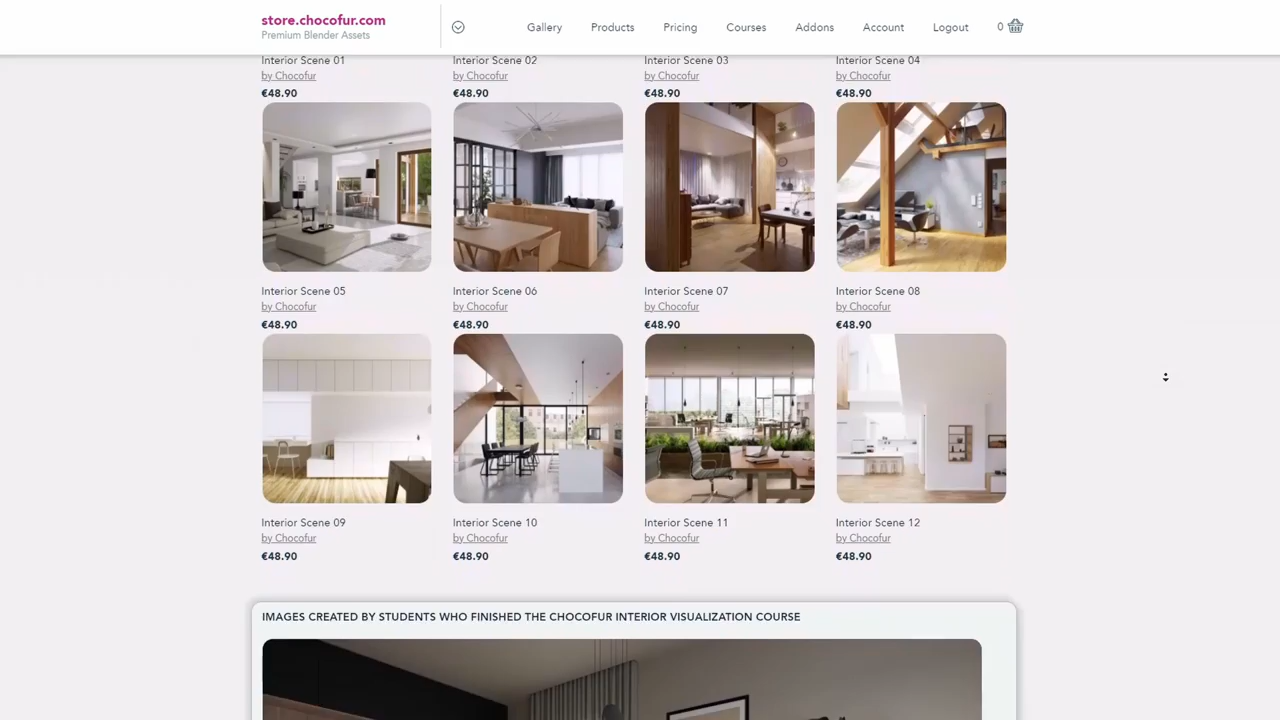 store.chocofur.com
Premium Blender Assets
Gallery Products Pricing Courses Addons Account Logout 0
Interior Scene 01 Interior Scene 02 Interior Scene 03 Interior Scene 04
by Chocofur by Chocofur by Chocofur by Chocofur
€48.90 €48.90 €48.90 €48.90
Interior Scene 05 Interior Scene 06 Interior Scene 07 Interior Scene 08
by Chocofur by Chocofur by Chocofur by Chocofur
€48.90 €48.90 €48.90 €48.90
Interior Scene 09 Interior Scene 10 Interior Scene 11 Interior Scene 12
by Chocofur by Chocofur by Chocofur by Chocofur
€48.90 €48.90 €48.90 €48.90
IMAGES CREATED BY STUDENTS WHO FINISHED THE CHOCOFUR INTERIOR VISUALIZATION COURSE